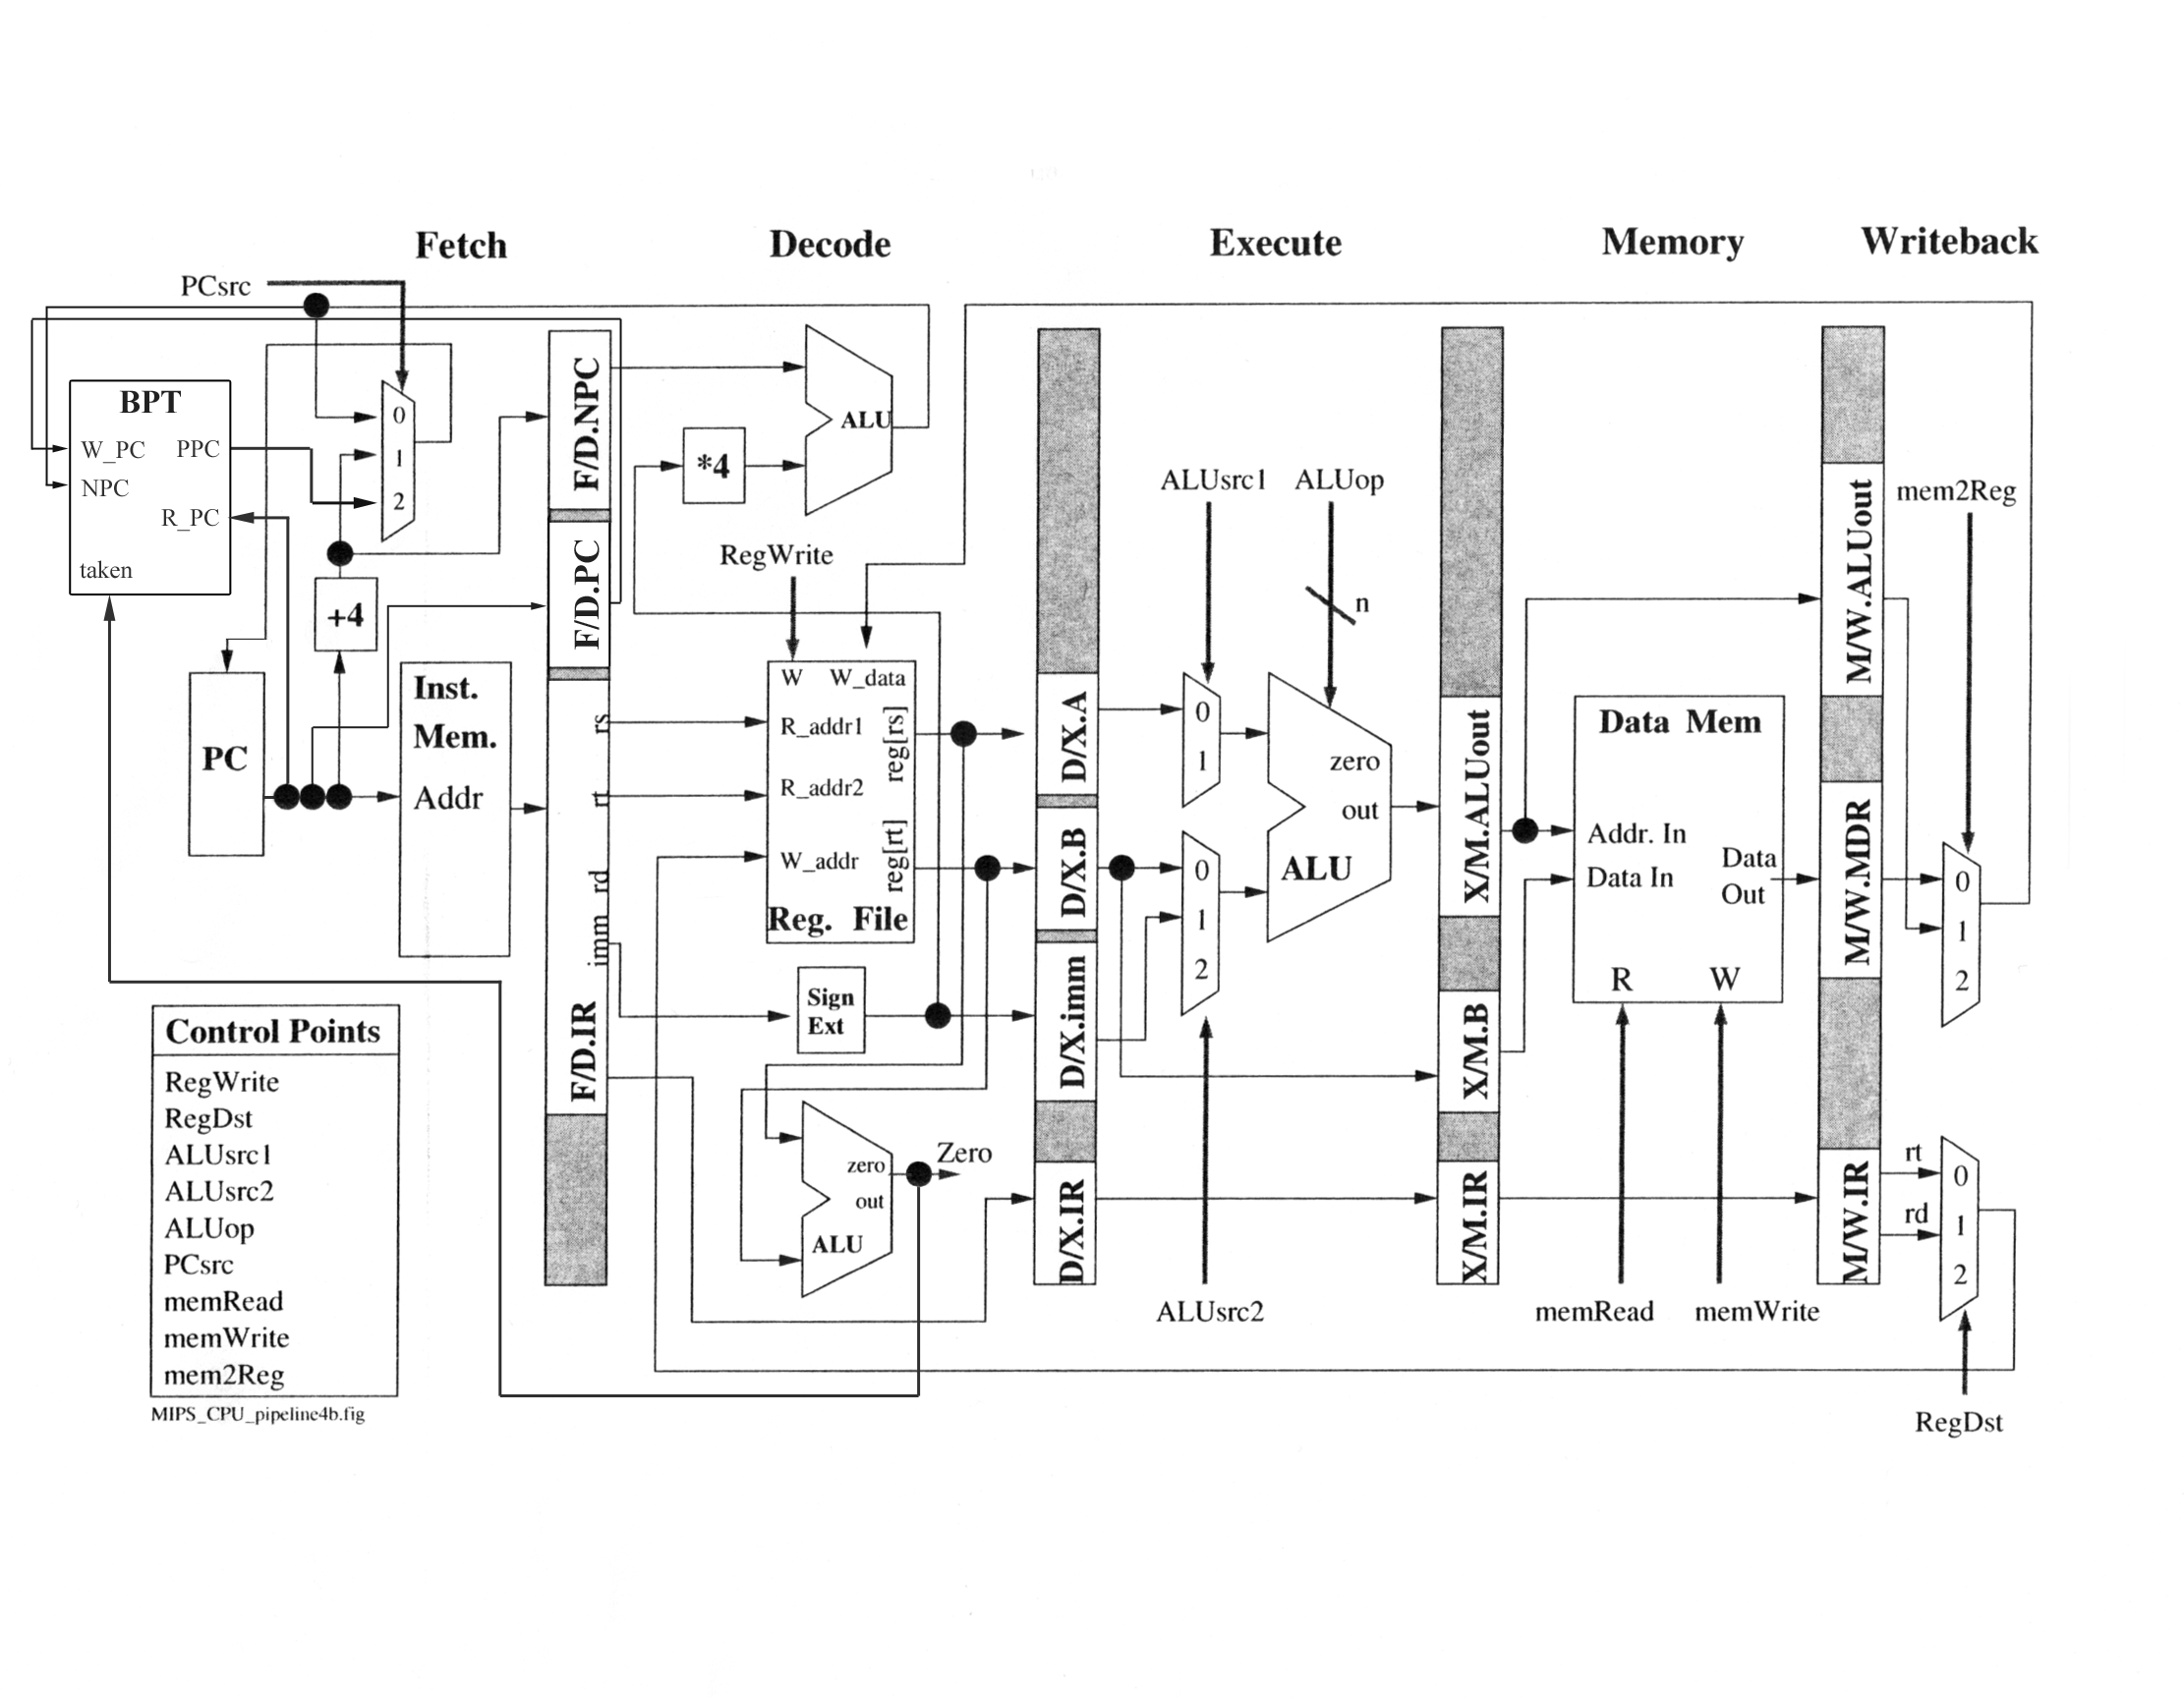 Fetch
Decode
Execute
Memory
Writeback
PCsrc
BPT
W_PC
PPC
NPC
R_PC
taken
0
1
2
+4
PC
Inst.
Mem.
Addr
F/D.NPC
F/D.PC
F/D.IR
rs
rt
rd
imm
*4
ALU
RegWrite
W
W_data
R_addr1
R_addr2
W_addr
reg[rs]
reg[rt]
Reg. File
Sign
Ext
zero
out
ALU
Zero
D/X.A
D/X.B
D/X.imm
D/X.IR
ALUsrc1
ALUop
n
0
1
0
1
2
zero
out
ALU
ALUsrc2
X/M.ALUout
X/M.B
X/M.IR
Data Mem
Addr. In
Data In
Data
Out
R
W
memRead
memWrite
M/W.ALUout
M/W.MDR
M/W.IR
mem2Reg
0
1
2
rt
rd
0
1
2
RegDst
Control Points
RegWrite
RegDst
ALUsrc1
ALUsrc2
ALUop
PCsrc
memRead
memWrite
mem2Reg
MIPS_CPU_pipeline4b.fig